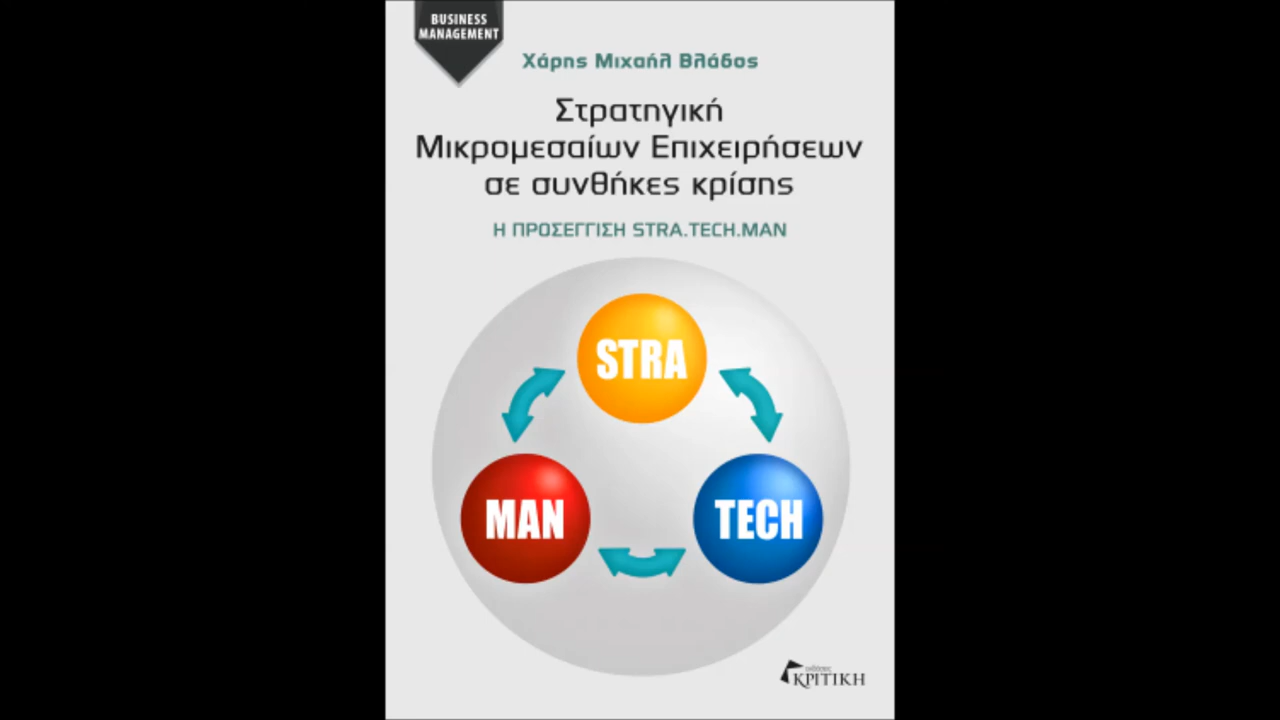 BUSINESS
MANAGEMENT
Χάρης Μιχαήλ Βλάδος
Στρατηγική
Μικρομεσαίων Επιχειρήσεων
σε συνθήκες κρίσης
Η ΠΡΟΣΕΓΓΙΣΗ STRA.TECH.MAN
STRA
MAN
TECH
εκδόσεις
ΚΡΙΤΙΚΗ